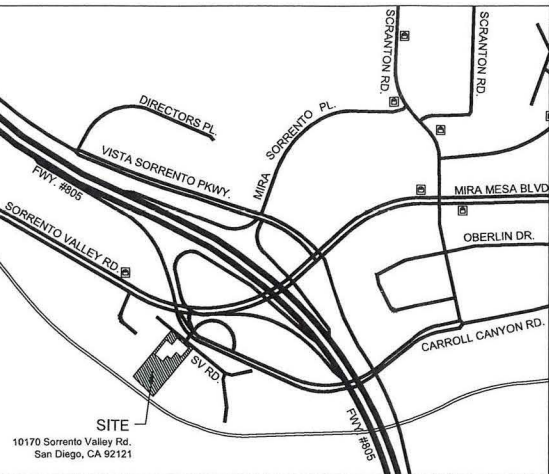 SCRANTON RD.
SCRANTON RD.
DIRECTORS PL.
MIRA SORRENTO PL.
VISTA SORRENTO PKWY.
FWY. #805
MIRA MESA BLVD
SORRENTO VALLEY RD.
OBERLIN DR.
CARROLL CANYON RD.
SV RD.
FWY. #805
SITE
10170 Sorrento Valley Rd.
San Diego, CA 92121